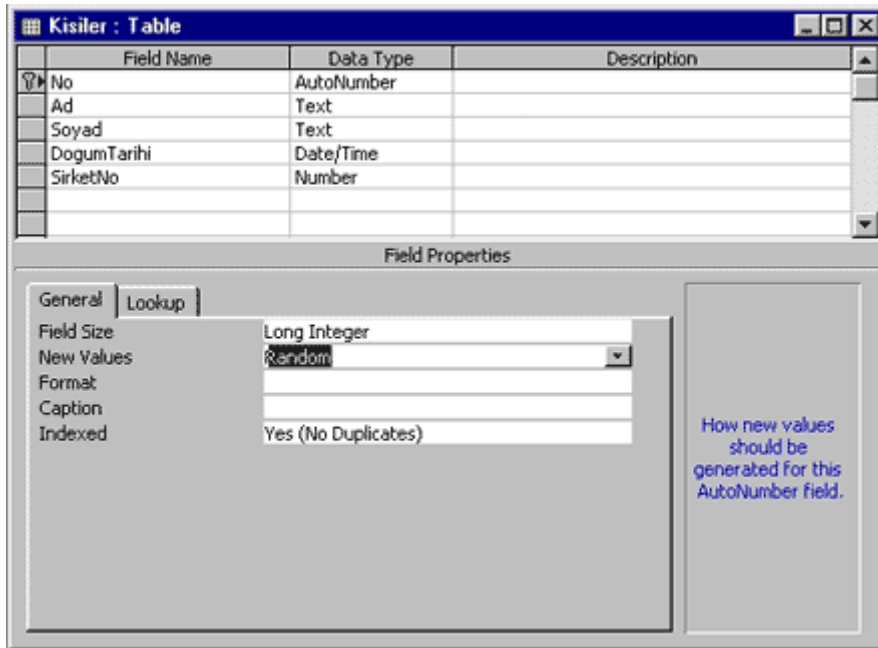 Kisiler : Table
Field Name Data Type Description
No AutoNumber
Ad Text
Soyad Text
DogumTarihi Date/Time
SirketNo Number
Field Properties
General Lookup
Field Size Long Integer
New Values Random
Format
Caption
Indexed Yes (No Duplicates)
How new values
should be
generated for this
AutoNumber field.